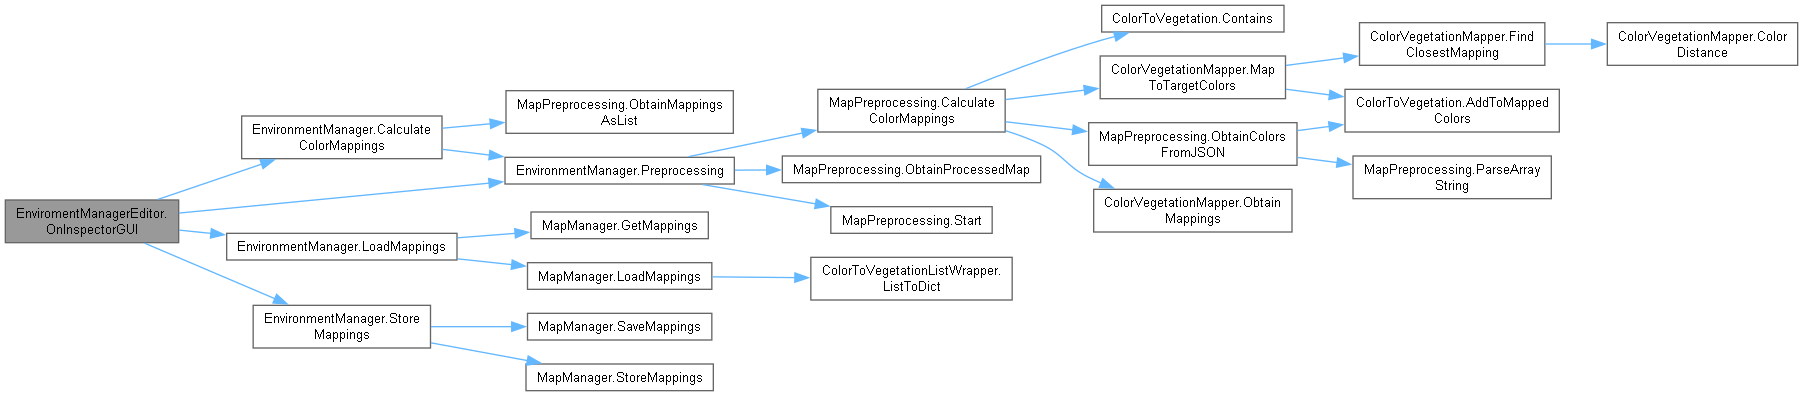 EnviromentManagerEditor.
OnInspectorGUI
EnvironmentManager.Calculate
ColorMappings
MapPreprocessing.ObtainMappings
AsList
EnvironmentManager.Preprocessing
MapPreprocessing.Calculate
ColorMappings
ColorToVegetation.Contains
ColorVegetationMapper.Map
ToTargetColors
ColorVegetationMapper.Find
ClosestMapping
ColorVegetationMapper.Color
Distance
ColorToVegetation.AddToMapped
Colors
MapPreprocessing.ObtainColors
FromJSON
MapPreprocessing.ParseArray
String
ColorVegetationMapper.Obtain
Mappings
MapPreprocessing.ObtainProcessedMap
MapPreprocessing.Start
EnvironmentManager.LoadMappings
MapManager.GetMappings
MapManager.LoadMappings
ColorToVegetationListWrapper.
ListToDict
EnvironmentManager.Store
Mappings
MapManager.SaveMappings
MapManager.StoreMappings